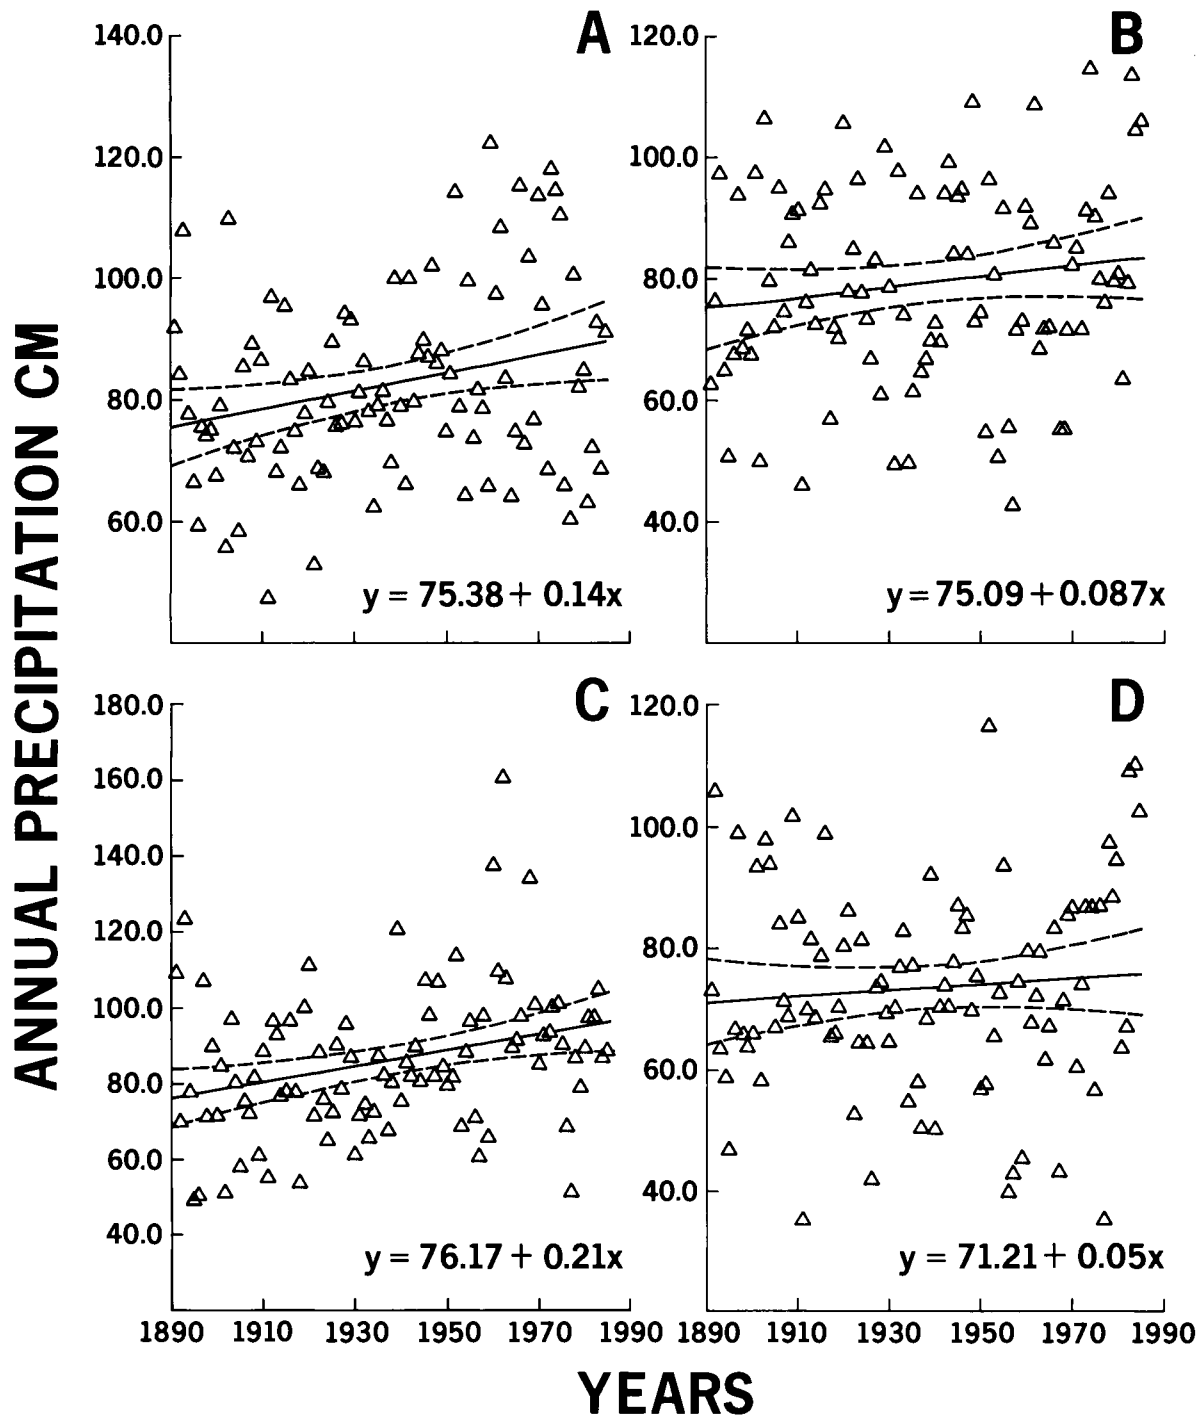 ANNUAL PRECIPITATION CM
A
140.0
120.0
100.0
80.0
60.0
y = 75.38 + 0.14x
B
120.0
100.0
80.0
60.0
40.0
y = 75.09 + 0.087x
C
180.0
160.0
140.0
120.0
100.0
80.0
60.0
40.0
y = 76.17 + 0.21x
1890 1910 1930 1950 1970 1990
D
120.0
100.0
80.0
60.0
40.0
y = 71.21 + 0.05x
1890 1910 1930 1950 1970 1990
YEARS